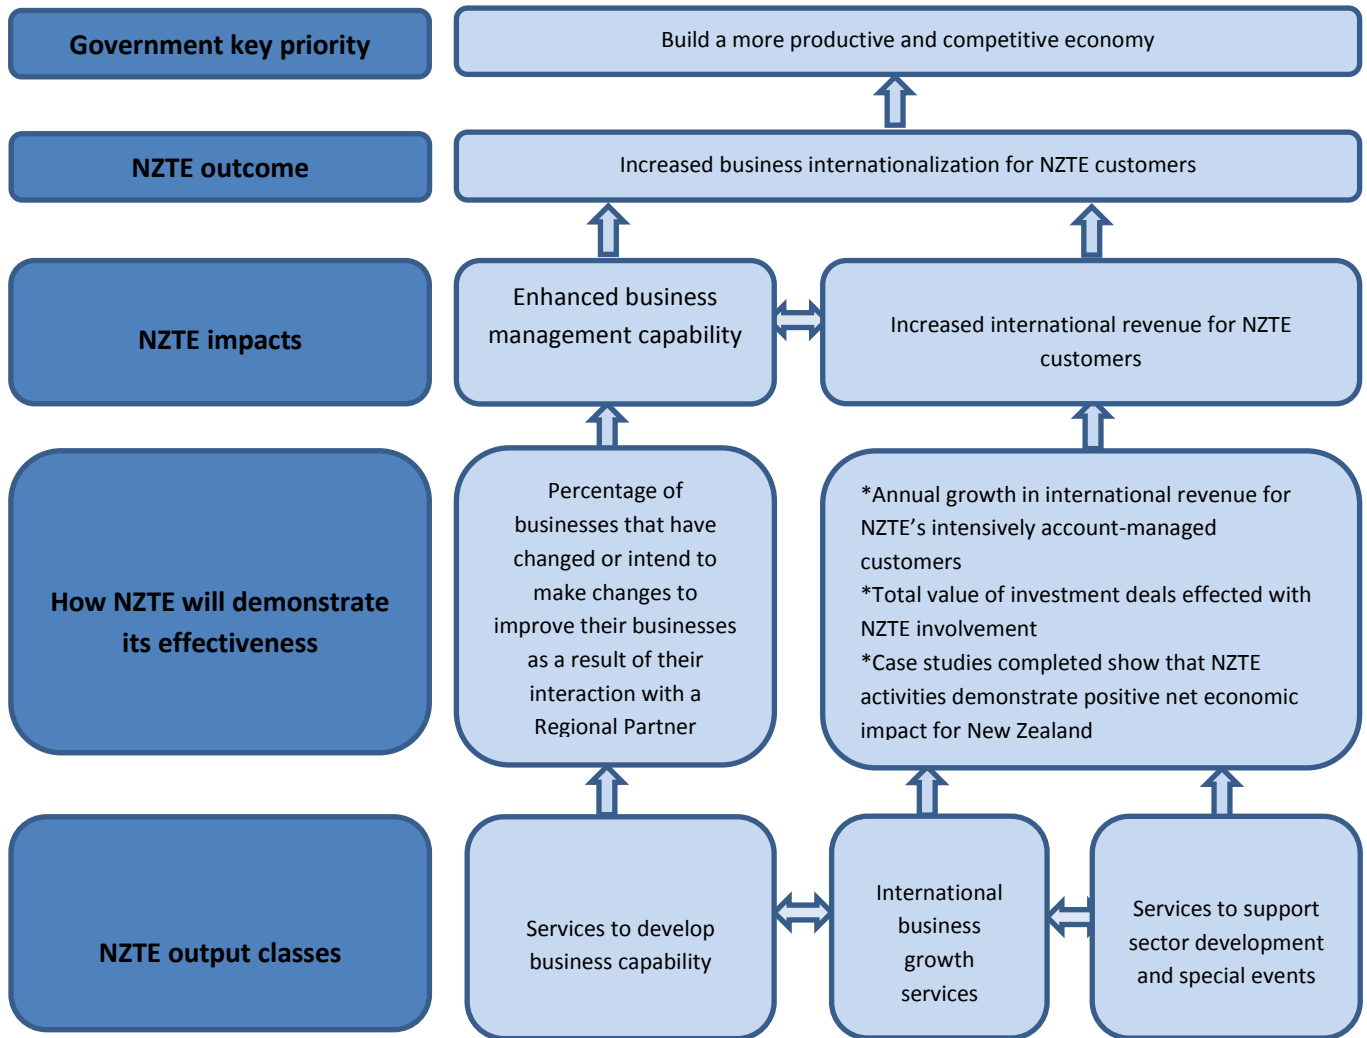 Government key priority
Build a more productive and competitive economy
NZTE outcome
Increased business internationalization for NZTE customers
NZTE impacts
Enhanced business
management capability
Increased international revenue for NZTE
customers
How NZTE will demonstrate
its effectiveness
Percentage of
businesses that have
changed or intend to
make changes to
improve their businesses
as a result of their
interaction with a
Regional Partner
*Annual growth in international revenue for
NZTE’s intensively account-managed
customers
*Total value of investment deals effected with
NZTE involvement
*Case studies completed show that NZTE
activities demonstrate positive net economic
impact for New Zealand
NZTE output classes
Services to develop
business capability
International
business
growth
services
Services to support
sector development
and special events